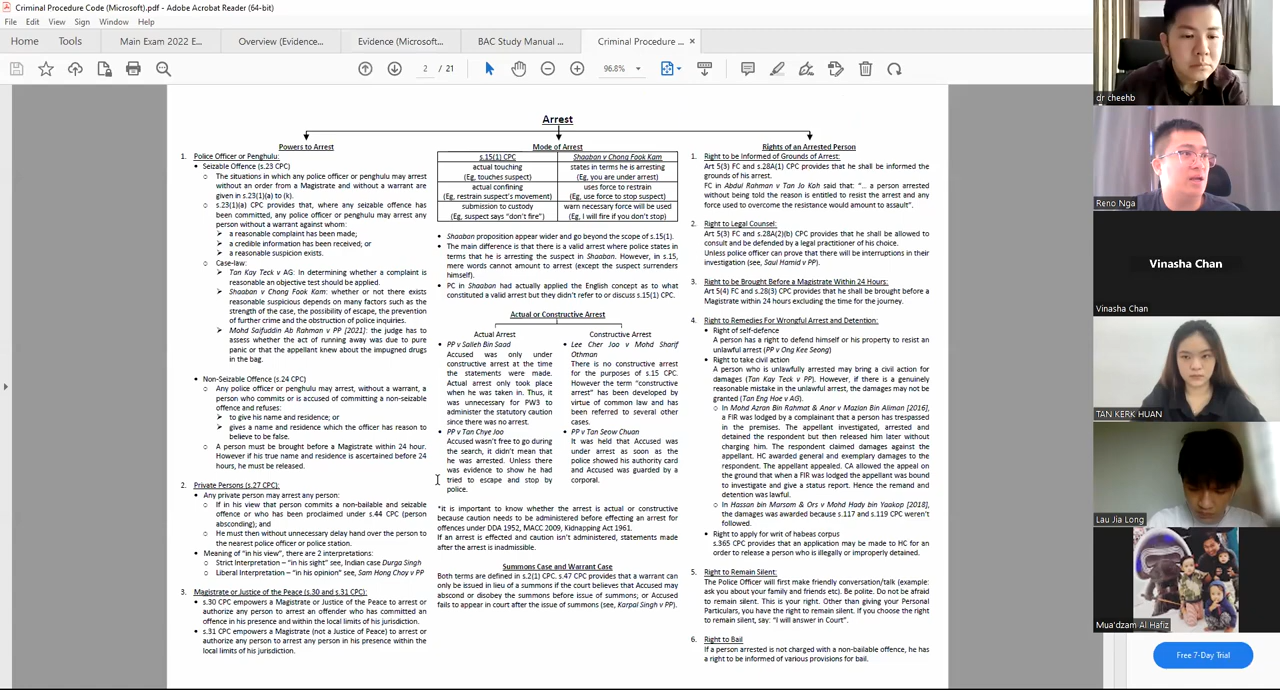 Criminal Procedure Code (Microsoft).pdf - Adobe Acrobat Reader (64-bit)
File Edit View Sign Window Help
Home Tools Main Exam 2022 E... Overview (Evidence... Evidence (Microsoft... BAC Study Manual ... Criminal Procedure ... ×
2 / 21 96.8%
Arrest
Powers to Arrest
1. Police Officer or Penghulu:
• Seizable Offence (s.23 CPC)
o The situations in which any police officer or penghulu may arrest
without an order from a Magistrate and without a warrant are
given in s.23(1)(a) to (k).
o s.23(1)(a) CPC provides that, where any seizable offence has
been committed, any police officer or penghulu may arrest any
person without a warrant against whom:
➢ a reasonable complaint has been made;
➢ a credible information has been received; or
➢ a reasonable suspicion exists.
o Case-law:
➢ Tan Kay Teck v AG: In determining whether a complaint is
reasonable an objective test should be applied.
➢ Shaaban v Chong Fook Kam: whether or not there exists
reasonable suspicious depends on many factors such as the
strength of the case, the possibility of escape, the prevention
of further crime and the obstruction of police inquiries.
➢ Mohd Saifuddin Ab Rahman v PP [2021]: the judge has to
assess whether the act of running away was due to pure
panic or that the appellant knew about the impugned drugs
in the bag.
• Non-Seizable Offence (s.24 CPC)
o Any police officer or penghulu may arrest, without a warrant, a
person who commits or is accused of committing a non-seizable
offence and refuses:
➢ to give his name and residence; or
➢ gives a name and residence which the officer has reason to
believe to be false.
o A person must be brought before a Magistrate within 24 hour.
However if his true name and residence is ascertained before 24
hours, he must be released.
2. Private Persons (s.27 CPC):
• Any private person may arrest any person:
o If in his view that person commits a non-bailable and seizable
offence or who has been proclaimed under s.44 CPC (person
absconding); and
o He must then without unnecessary delay hand over the person to
the nearest police officer or police station.
• Meaning of "in his view", there are 2 interpretations:
o Strict Interpretation – "in his sight" see, Indian case Durga Singh
o Liberal Interpretation – "in his opinion" see, Sam Hong Choy v PP
3. Magistrate or Justice of the Peace (s.30 and s.31 CPC):
• s.30 CPC empowers a Magistrate or Justice of the Peace to arrest or
authorize any person to arrest an offender who has committed an
offence in his presence and within the local limits of his jurisdiction.
• s.31 CPC empowers a Magistrate (not a Justice of Peace) to arrest or
authorize any person to arrest any person in his presence within the
local limits of his jurisdiction.
Mode of Arrest
s.15(1) CPC Shaaban v Chong Fook Kam
actual touching states in terms he is arresting
(Eg, touches suspect) (Eg, you are under arrest)
actual confining uses force to restrain
(Eg, restrain suspect's movement) (Eg, use force to stop suspect)
submission to custody warn necessary force will be used
(Eg, suspect says "don't fire") (Eg, I will fire if you don't stop)
• Shaaban proposition appear wider and go beyond the scope of s.15(1).
• The main difference is that there is a valid arrest where police states in
terms that he is arresting the suspect in Shaaban. However, in s.15,
mere words cannot amount to arrest (except the suspect surrenders
himself).
• PC in Shaaban had actually applied the English concept as to what
constituted a valid arrest but they didn't refer to or discuss s.15(1) CPC.
Actual or Constructive Arrest
Actual Arrest
• PP v Salleh Bin Saad
Accused was only under
constructive arrest at the time
the statements were made.
Actual arrest only took place
when he was taken in. Thus, it
was unnecessary for PW3 to
administer the statutory caution
since there was no arrest.
• PP v Tan Chye Joo
Accused wasn't free to go during
the search, it didn't mean that
he was arrested. Unless there
was evidence to show he had
tried to escape and stop by
police.
Constructive Arrest
• Lee Cher Joo v Mohd Sharif
Othman
There is no constructive arrest
for the purposes of s.15 CPC.
However the term "constructive
arrest" has been developed by
virtue of common law and has
been referred to several other
cases.
• PP v Tan Seow Chuan
It was held that Accused was
under arrest as soon as the
police showed his authority card
and Accused was guarded by a
corporal.
*it is important to know whether the arrest is actual or constructive
because caution needs to be administered before effecting an arrest for
offences under DDA 1952, MACC 2009, Kidnapping Act 1961.
If an arrest is effected and caution isn't administered, statements made
after the arrest is inadmissible.
Summons Case and Warrant Case
Both terms are defined in s.2(1) CPC. s.47 CPC provides that a warrant can
only be issued in lieu of a summons if the court believes that Accused may
abscond or disobey the summons before issue of summons; or Accused
fails to appear in court after the issue of summons (see, Karpal Singh v PP).
Rights of an Arrested Person
1. Right to be Informed of Grounds of Arrest:
Art 5(3) FC and s.28A(1) CPC provides that he shall be informed the
grounds of his arrest.
FC in Abdul Rahman v Tan Jo Koh said that: "... a person arrested
without being told the reason is entitled to resist the arrest and any
force used to overcome the resistance would amount to assault".
2. Right to Legal Counsel:
Art 5(3) FC and s.28A(2)(b) CPC provides that he shall be allowed to
consult and be defended by a legal practitioner of his choice.
Unless police can prove that there will be interruptions in their
investigation (see, Saul Hamid v PP).
3. Right to be Brought Before a Magistrate Within 24 Hours:
Art 5(4) FC and s.28(3) CPC provides that he shall be brought before a
Magistrate within 24 hours excluding the time for the journey.
4. Right to Remedies For Wrongful Arrest and Detention:
• Right of self-defence
A person has a right to defend himself or his property to resist an
unlawful arrest (PP v Ong Kee Seong)
• Right to take civil action
A person who is unlawfully arrested may bring a civil action for
damages (Tan Kay Teck v PP). However, if there is a genuinely
reasonable mistake in the unlawful arrest, the damages may not be
granted (Tan Eng Hoe v AG).
o In Mohd Azran Bin Rahmat & Anor v Mazlan Bin Aliman [2016],
a FIR was lodged by a complainant that a person has trespassed
in the premises. The appellant investigated, arrested and
detained the respondent but then released him later without
charging him. The respondent claimed damages against the
appellant. HC awarded general and exemplary damages to the
respondent. The appellant appealed. CA allowed the appeal on
the ground that when a FIR was lodged the appellant was bound
to investigate and give a status report. Hence the remand and
detention was lawful.
o In Hassan bin Marsom & Ors v Mohd Hady bin Yaakop [2018],
the damages was awarded because s.117 and s.119 CPC weren't
followed.
• Right to apply for writ of habeas corpus
s.365 CPC provides that an application may be made to HC for an
order to release a person who is illegally or improperly detained.
5. Right to Remain Silent:
The Police Officer will first make friendly conversation/talk (example:
ask you about your family and friends etc). Be polite. Do not be afraid
to remain silent. This is your right. Other than giving your Personal
Particulars, you have the right to remain silent. If you choose the right
to remain silent, say: "I will answer in Court".
6. Right to Bail
If a person arrested is not charged with a non-bailable offence, he has
a right to be informed of various provisions for bail.
dr cheehb
Reno Nga
Vinasha Chan
Vinasha Chan
TAN KERK HUAN
Lau Jia Long
Mua'dzam Al Hafiz
Free 7-Day Trial